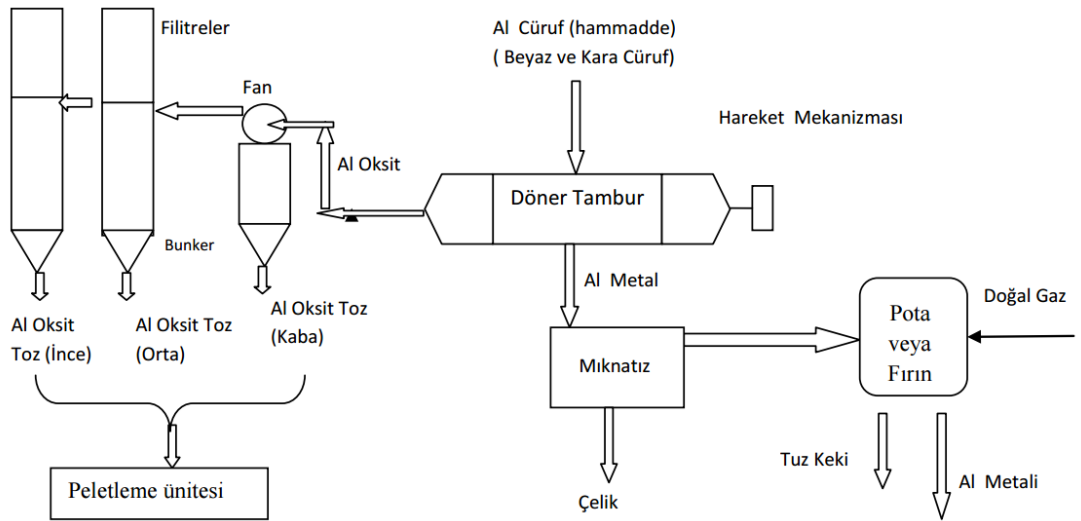 Filitreler
Al Cüruf (hammadde)
( Beyaz ve Kara Cüruf)
Fan
Hareket Mekanizması
Al Oksit
Döner Tambur
Bunker
Al Metal
Al Oksit
Toz (İnce)
Al Oksit Toz
(Orta)
Al Oksit Toz
(Kaba)
Mıknatız
Pota
veya
Fırın
Doğal Gaz
Tuz Keki
Al Metali
Çelik
Peletleme ünitesi